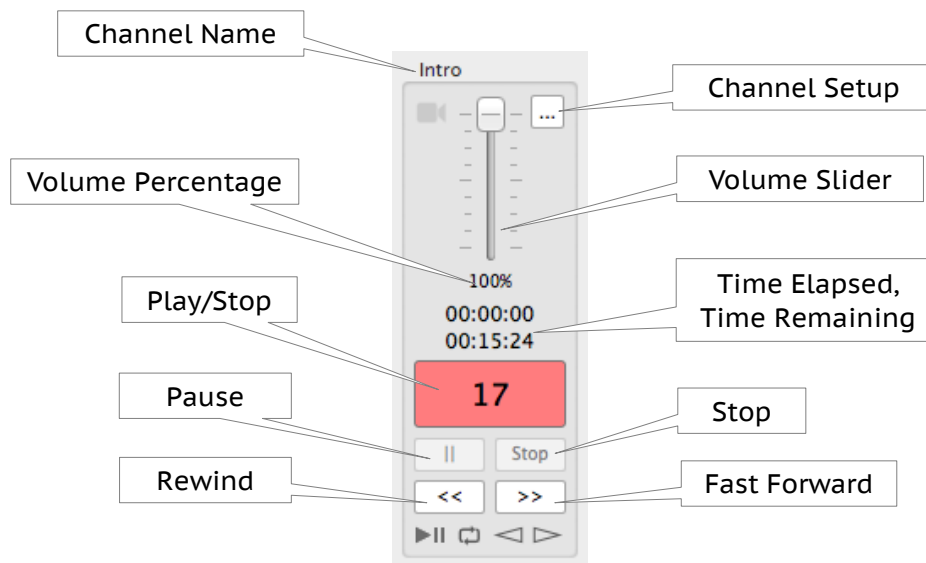 Channel Name
Intro
Channel Setup
...
Volume Percentage
Volume Slider
100%
Time Elapsed,
Time Remaining
Play/Stop
00:00:00
00:15:24
17
Pause
Stop
||
Stop
Rewind
<<
>>
Fast Forward